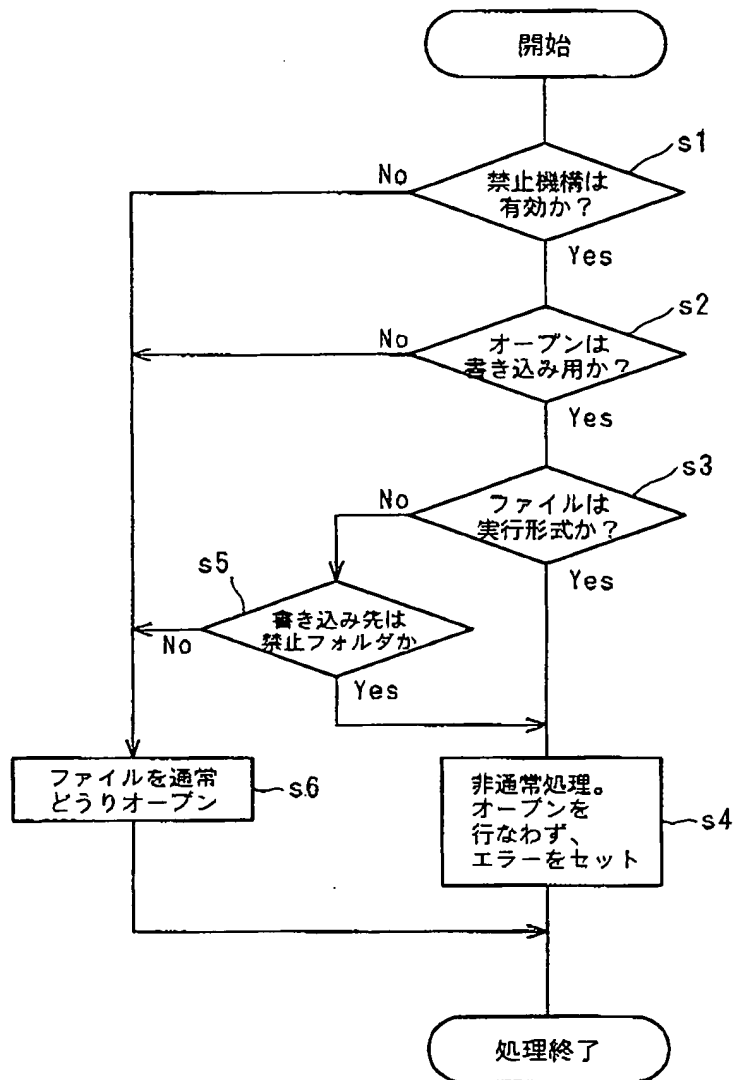 開始
s1
No
禁止機構は
有効か？
Yes
s2
No
オープンは
書き込み用か？
Yes
s3
No
ファイルは
実行形式か？
Yes
s5
書き込み先は
禁止フォルダか
No
Yes
ファイルを通常
どうりオープン
s6
非通常処理。
オープンを
行なわず、
エラーをセット
s4
処理終了